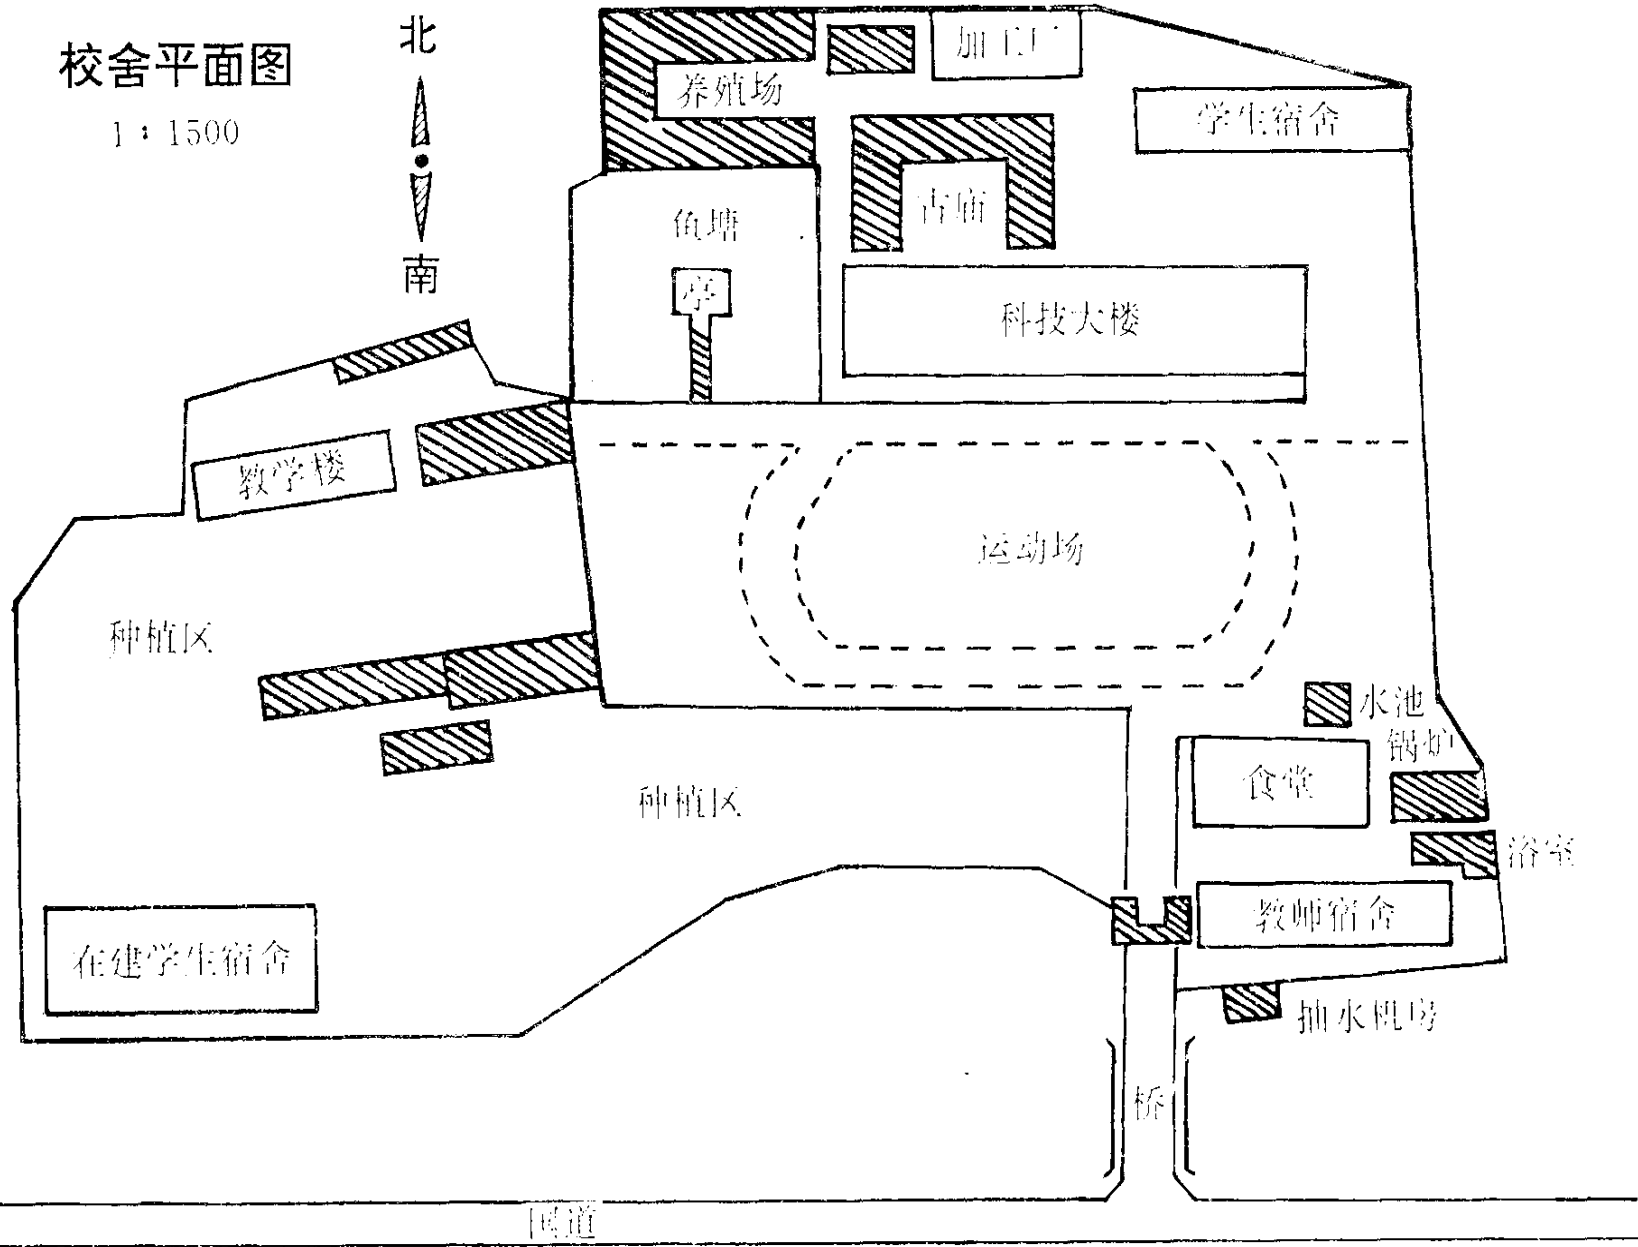 校舍平面图
1：1500
北
南
加工厂
养殖场
学生宿舍
古庙
鱼塘
亭
科技大楼
教学楼
运动场
种植区
水池
锅炉
食堂
种植区
浴室
教师宿舍
在建学生宿舍
抽水机房
桥
国道